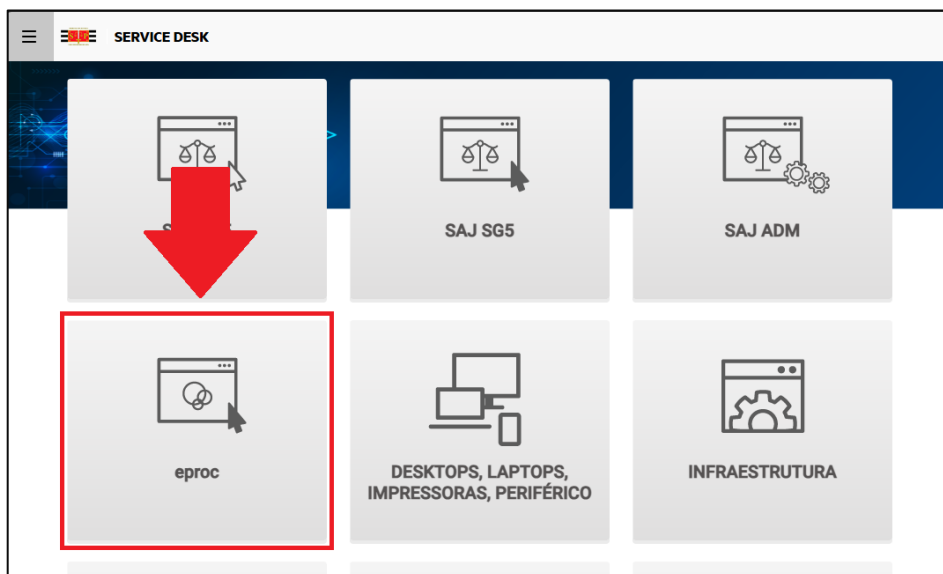 SERVICE DESK
SAJ SG5
SAJ ADM
eproc
DESKTOPS, LAPTOPS,
IMPRESSORAS, PERIFÉRICO
INFRAESTRUTURA